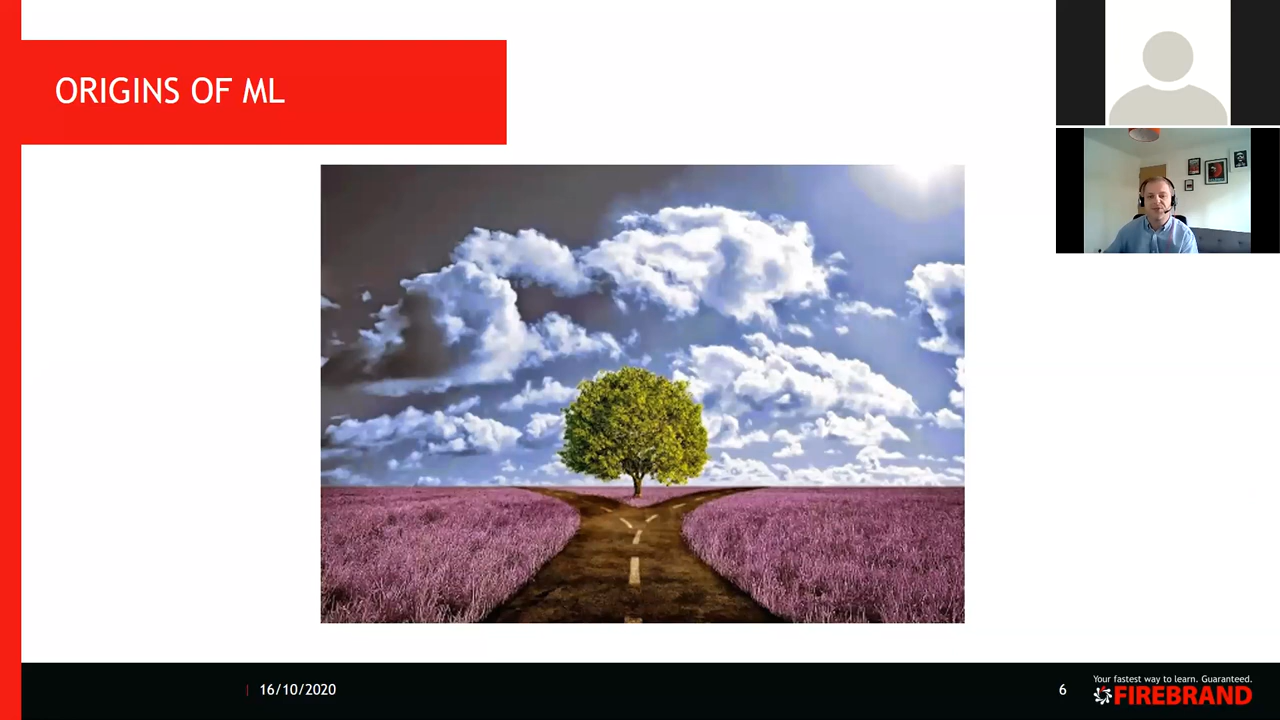 ORIGINS OF ML
16/10/2020
6
Your fastest way to learn. Guaranteed.
FIREBRAND